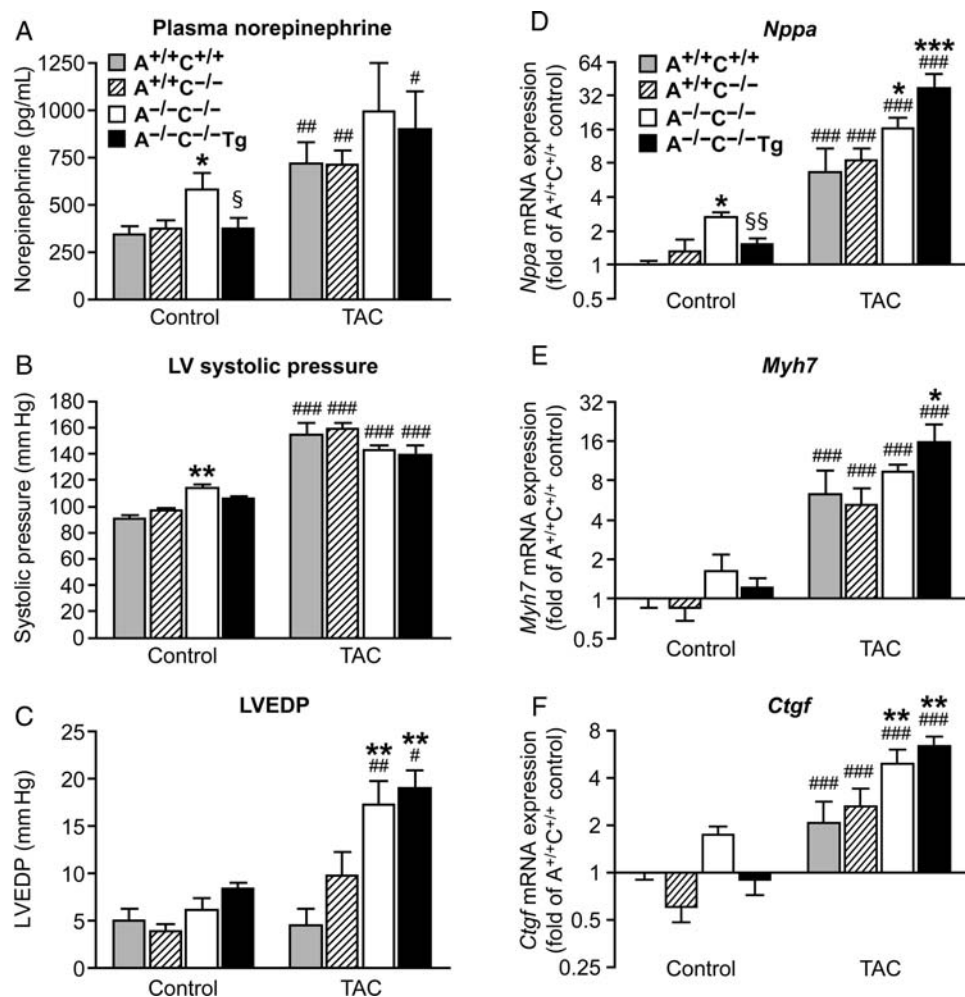 A
Plasma norepinephrine
Norepinephrine (pg/mL)
1250
1000
750
500
250
0
A+/+C+/+
A+/+C−/−
A−/−C−/−
A−/−C−/−Tg
*
§
##
##
#
Control
TAC
B
LV systolic pressure
Systolic pressure (mm Hg)
180
160
140
120
100
80
60
40
20
0
**
###
###
###
###
Control
TAC
C
LVEDP
LVEDP (mm Hg)
25
20
15
10
5
0
**
##
**
#
Control
TAC
D
Nppa
Nppa mRNA expression
(fold of A+/+C+/+ control)
64
32
16
8
4
2
1
0.5
A+/+C+/+
A+/+C−/−
A−/−C−/−
A−/−C−/−Tg
*
§§
###
###
*
###
***
###
Control
TAC
E
Myh7
Myh7 mRNA expression
(fold of A+/+C+/+ control)
32
16
8
4
2
1
0.5
###
###
###
*
###
Control
TAC
F
Ctgf
Ctgf mRNA expression
(fold of A+/+C+/+ control)
8
4
2
1
0.5
0.25
###
###
**
###
**
###
Control
TAC